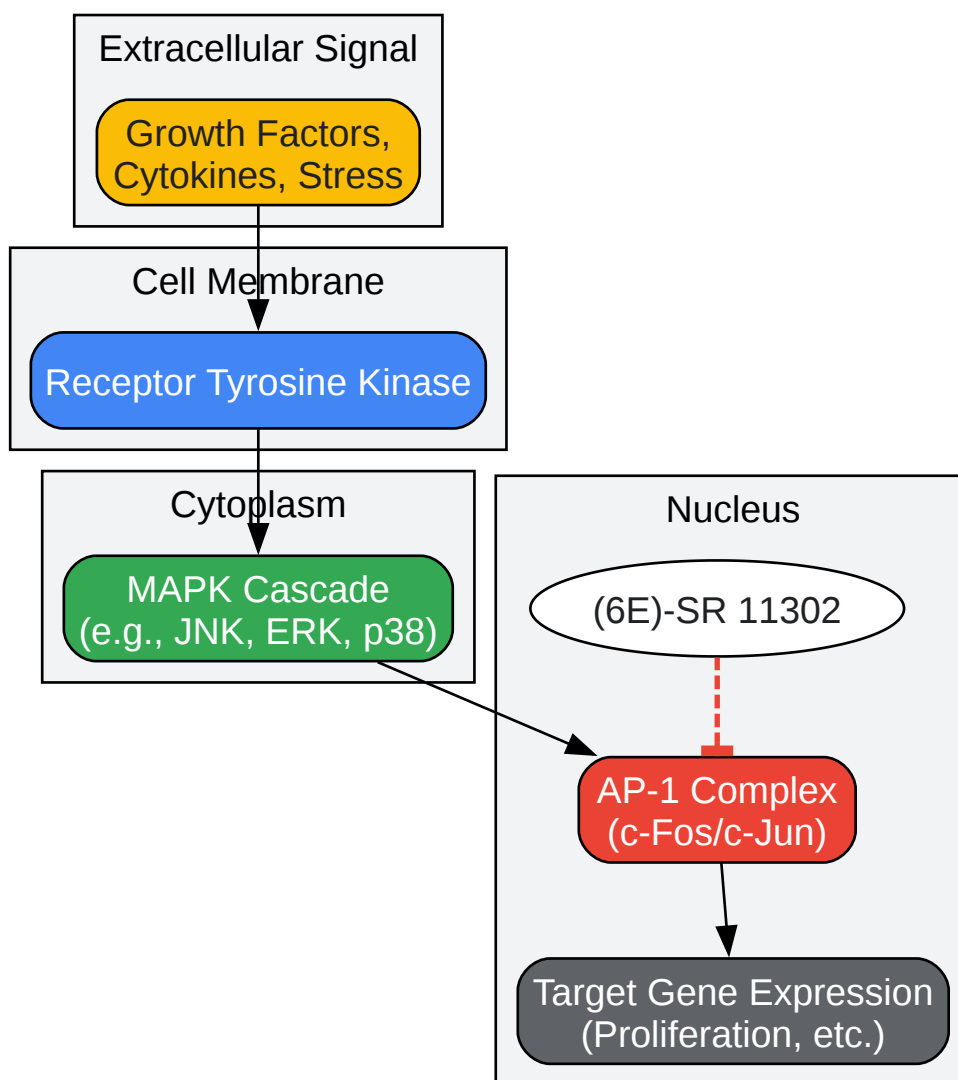 Extracellular Signal
Growth Factors,
Cytokines, Stress
Cell Membrane
Receptor Tyrosine Kinase
Cytoplasm
MAPK Cascade
(e.g., JNK, ERK, p38)
Nucleus
(6E)-SR 11302
AP-1 Complex
(c-Fos/c-Jun)
Target Gene Expression
(Proliferation, etc.)